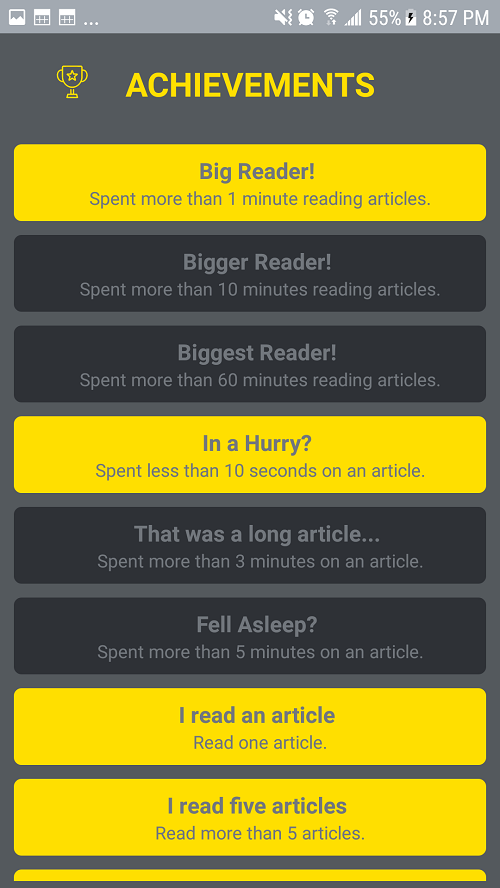 ... 55% 8:57 PM
ACHIEVEMENTS
Big Reader!
Spent more than 1 minute reading articles.
Bigger Reader!
Spent more than 10 minutes reading articles.
Biggest Reader!
Spent more than 60 minutes reading articles.
In a Hurry?
Spent less than 10 seconds on an article.
That was a long article...
Spent more than 3 minutes on an article.
Fell Asleep?
Spent more than 5 minutes on an article.
I read an article
Read one article.
I read five articles
Read more than 5 articles.